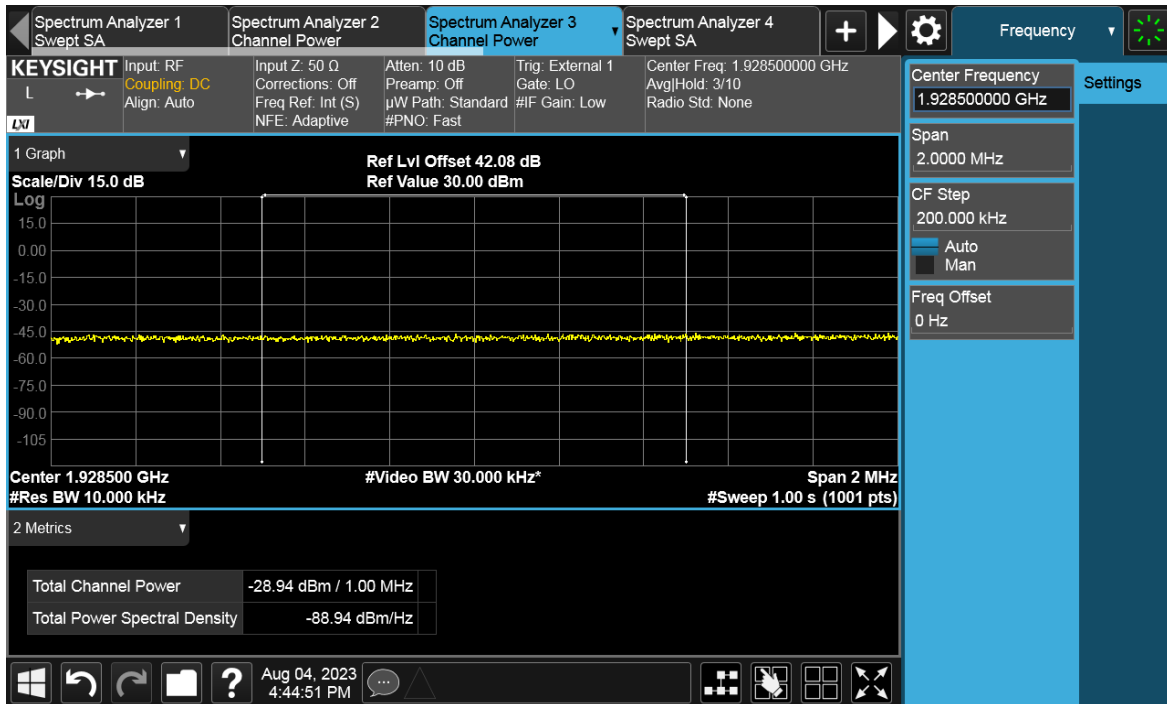 Spectrum Analyzer 1
Swept SA
Spectrum Analyzer 2
Channel Power
Spectrum Analyzer 3
Channel Power
Spectrum Analyzer 4
Swept SA
+
Frequency
KEYSIGHT
L
LXI
Input: RF
Coupling: DC
Align: Auto
Input Z: 50 Ω
Corrections: Off
Freq Ref: Int (S)
NFE: Adaptive
Atten: 10 dB
Preamp: Off
µW Path: Standard
#PNO: Fast
Trig: External 1
Gate: LO
#IF Gain: Low
Center Freq: 1.928500000 GHz
Avg|Hold: 3/10
Radio Std: None
Center Frequency
1.928500000 GHz
Settings
Span
2.0000 MHz
CF Step
200.000 kHz
Auto
Man
Freq Offset
0 Hz
1 Graph
Scale/Div 15.0 dB
Ref Lvl Offset 42.08 dB
Ref Value 30.00 dBm
Log
15.0
0.00
-15.0
-30.0
-45.0
-60.0
-75.0
-90.0
-105
Center 1.928500 GHz
#Video BW 30.000 kHz*
Span 2 MHz
#Res BW 10.000 kHz
#Sweep 1.00 s (1001 pts)
2 Metrics
Total Channel Power -28.94 dBm / 1.00 MHz
Total Power Spectral Density -88.94 dBm/Hz
?
Aug 04, 2023
4:44:51 PM